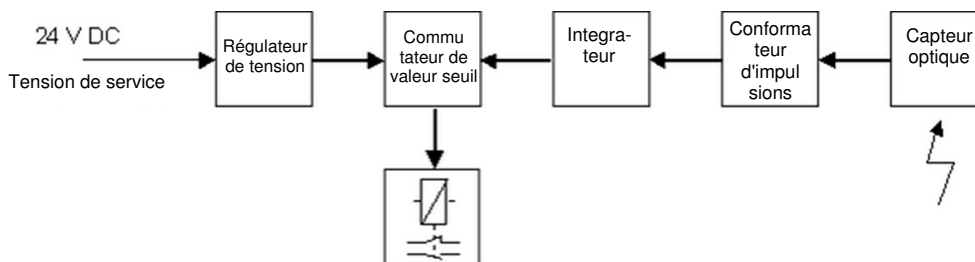 24 V DC
Tension de service
Régulateur
de tension
Commu
tateur de
valeur seuil
Integra-
teur
Conforma
teur
d'impul
sions
Capteur
optique